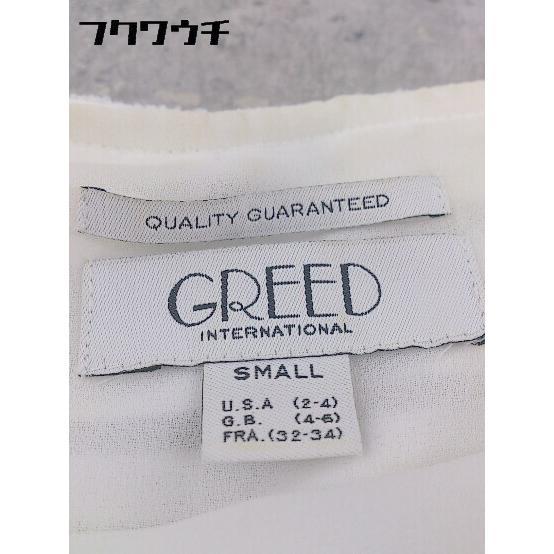 フクワウチ
QUALITY GUARANTEED
GREED
INTERNATIONAL
SMALL
U.S.A (2-4)
G.B. (4-6)
FRA.(32-34)